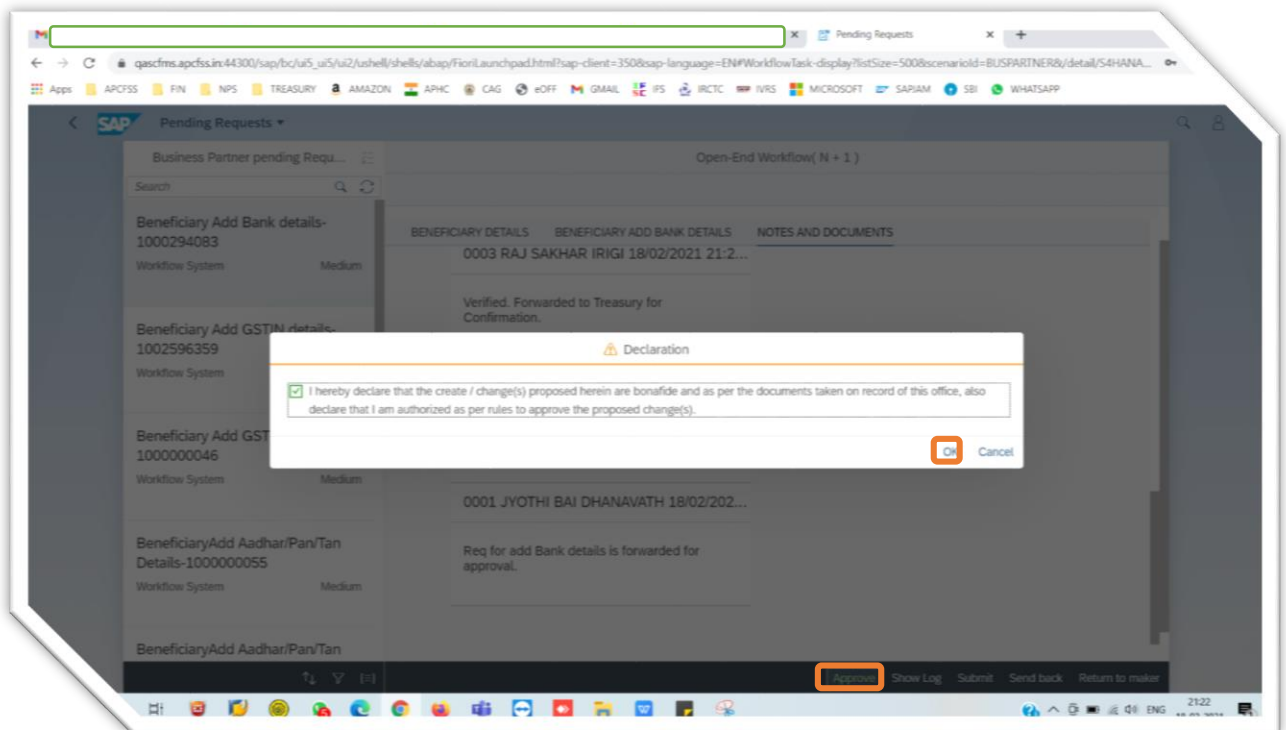 Pending Requests
qascfms.apcfss.in:44300/sap/bc/ui5_ui5/ui2/ushell/shells/abap/FioriLaunchpad.html?sap-client=350&sap-language=EN#WorkflowTask-display?listSize=500&scenarioId=BUSPARTNER&/detail/S4HANA...
Apps APCFSS FIN NPS TREASURY AMAZON APHC CAG eOFF GMAIL IFS IRCTC IVRS MICROSOFT SAPJAM SBI WHATSAPP
SAP Pending Requests
Business Partner pending Requ... Open-End Workflow( N + 1 )
Search
Beneficiary Add Bank details-
1000294083
Workflow System Medium
Beneficiary Add GSTIN details-
1002596359
Workflow System
Beneficiary Add GST
1000000046
Workflow System Medium
BeneficiaryAdd Aadhar/Pan/Tan
Details-1000000055
Workflow System Medium
BeneficiaryAdd Aadhar/Pan/Tan
BENEFICIARY DETAILS BENEFICIARY ADD BANK DETAILS NOTES AND DOCUMENTS
0003 RAJ SAKHAR IRIGI 18/02/2021 21:2...
Verified. Forwarded to Treasury for
Confirmation.
Declaration
I hereby declare that the create / change(s) proposed herein are bonafide and as per the documents taken on record of this office, also
declare that I am authorized as per rules to approve the proposed change(s).
OK Cancel
0001 JYOTHI BAI DHANAVATH 18/02/202...
Req for add Bank details is forwarded for
approval.
Approve Show Log Submit Send back Return to maker
ENG 21:22